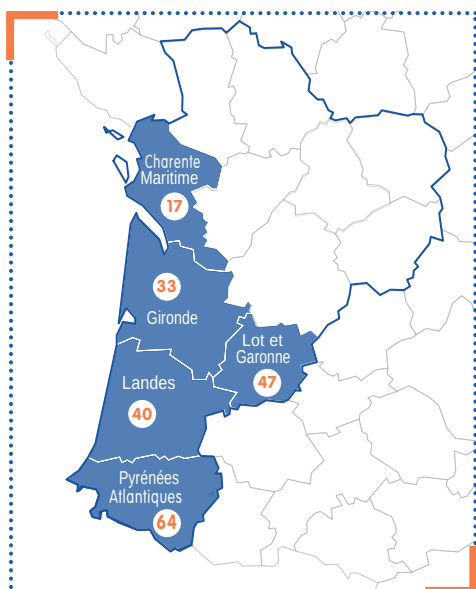 Charente
Maritime
17
33
Gironde
Lot et
Garonne
47
Landes
40
Pyrénées
Atlantiques
64